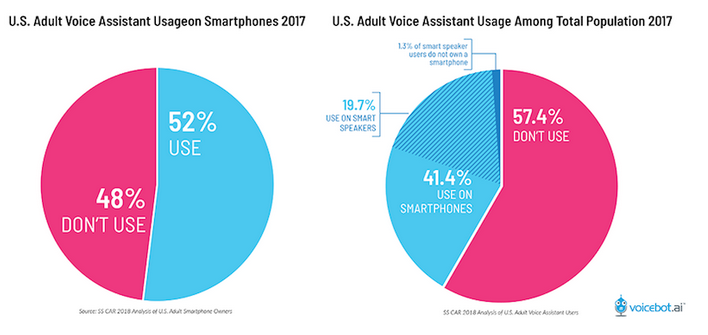 U.S. Adult Voice Assistant Usageon Smartphones 2017
52%
USE
48%
DON'T USE
Source: SS CAR 2018 Analysis of U.S. Adult Smartphone Owners
U.S. Adult Voice Assistant Usage Among Total Population 2017
1.3% of smart speaker
users do not own a
smartphone
19.7%
USE ON SMART
SPEAKERS
57.4%
DON'T USE
41.4%
USE ON
SMARTPHONES
SS CAR 2018 Analysis of U.S. Adult Voice Assistant Users
voicebot.ai